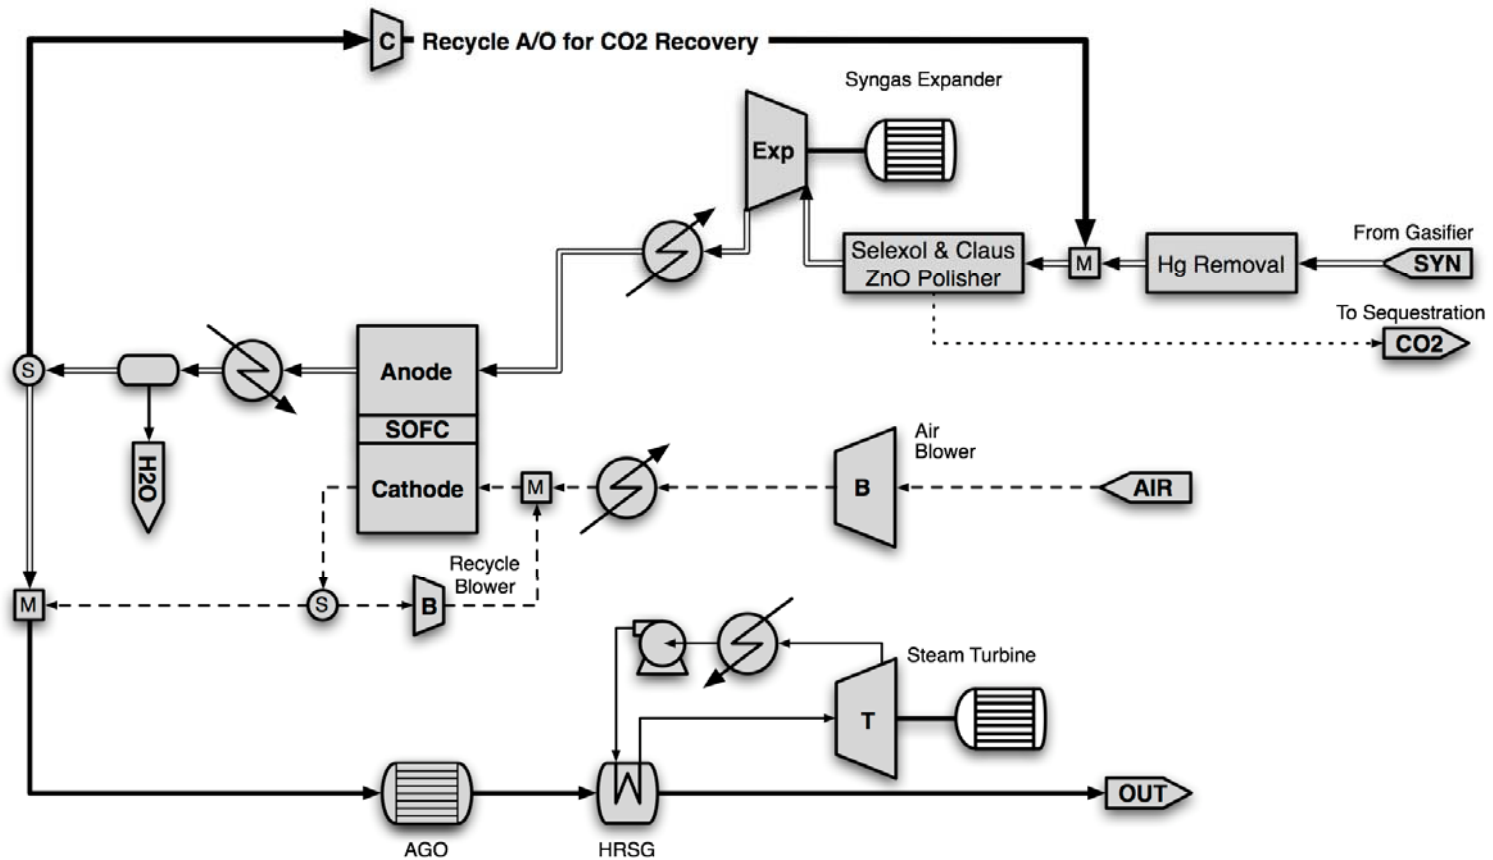 C
Recycle A/O for CO2 Recovery
Syngas Expander
Exp
From Gasifier
Selexol & Claus
ZnO Polisher
M
Hg Removal
SYN
To Sequestration
CO2
S
Anode
SOFC
Cathode
H2O
M
B
Air
Blower
AIR
Recycle
Blower
M
S
B
Steam Turbine
T
AGO
HRSG
OUT